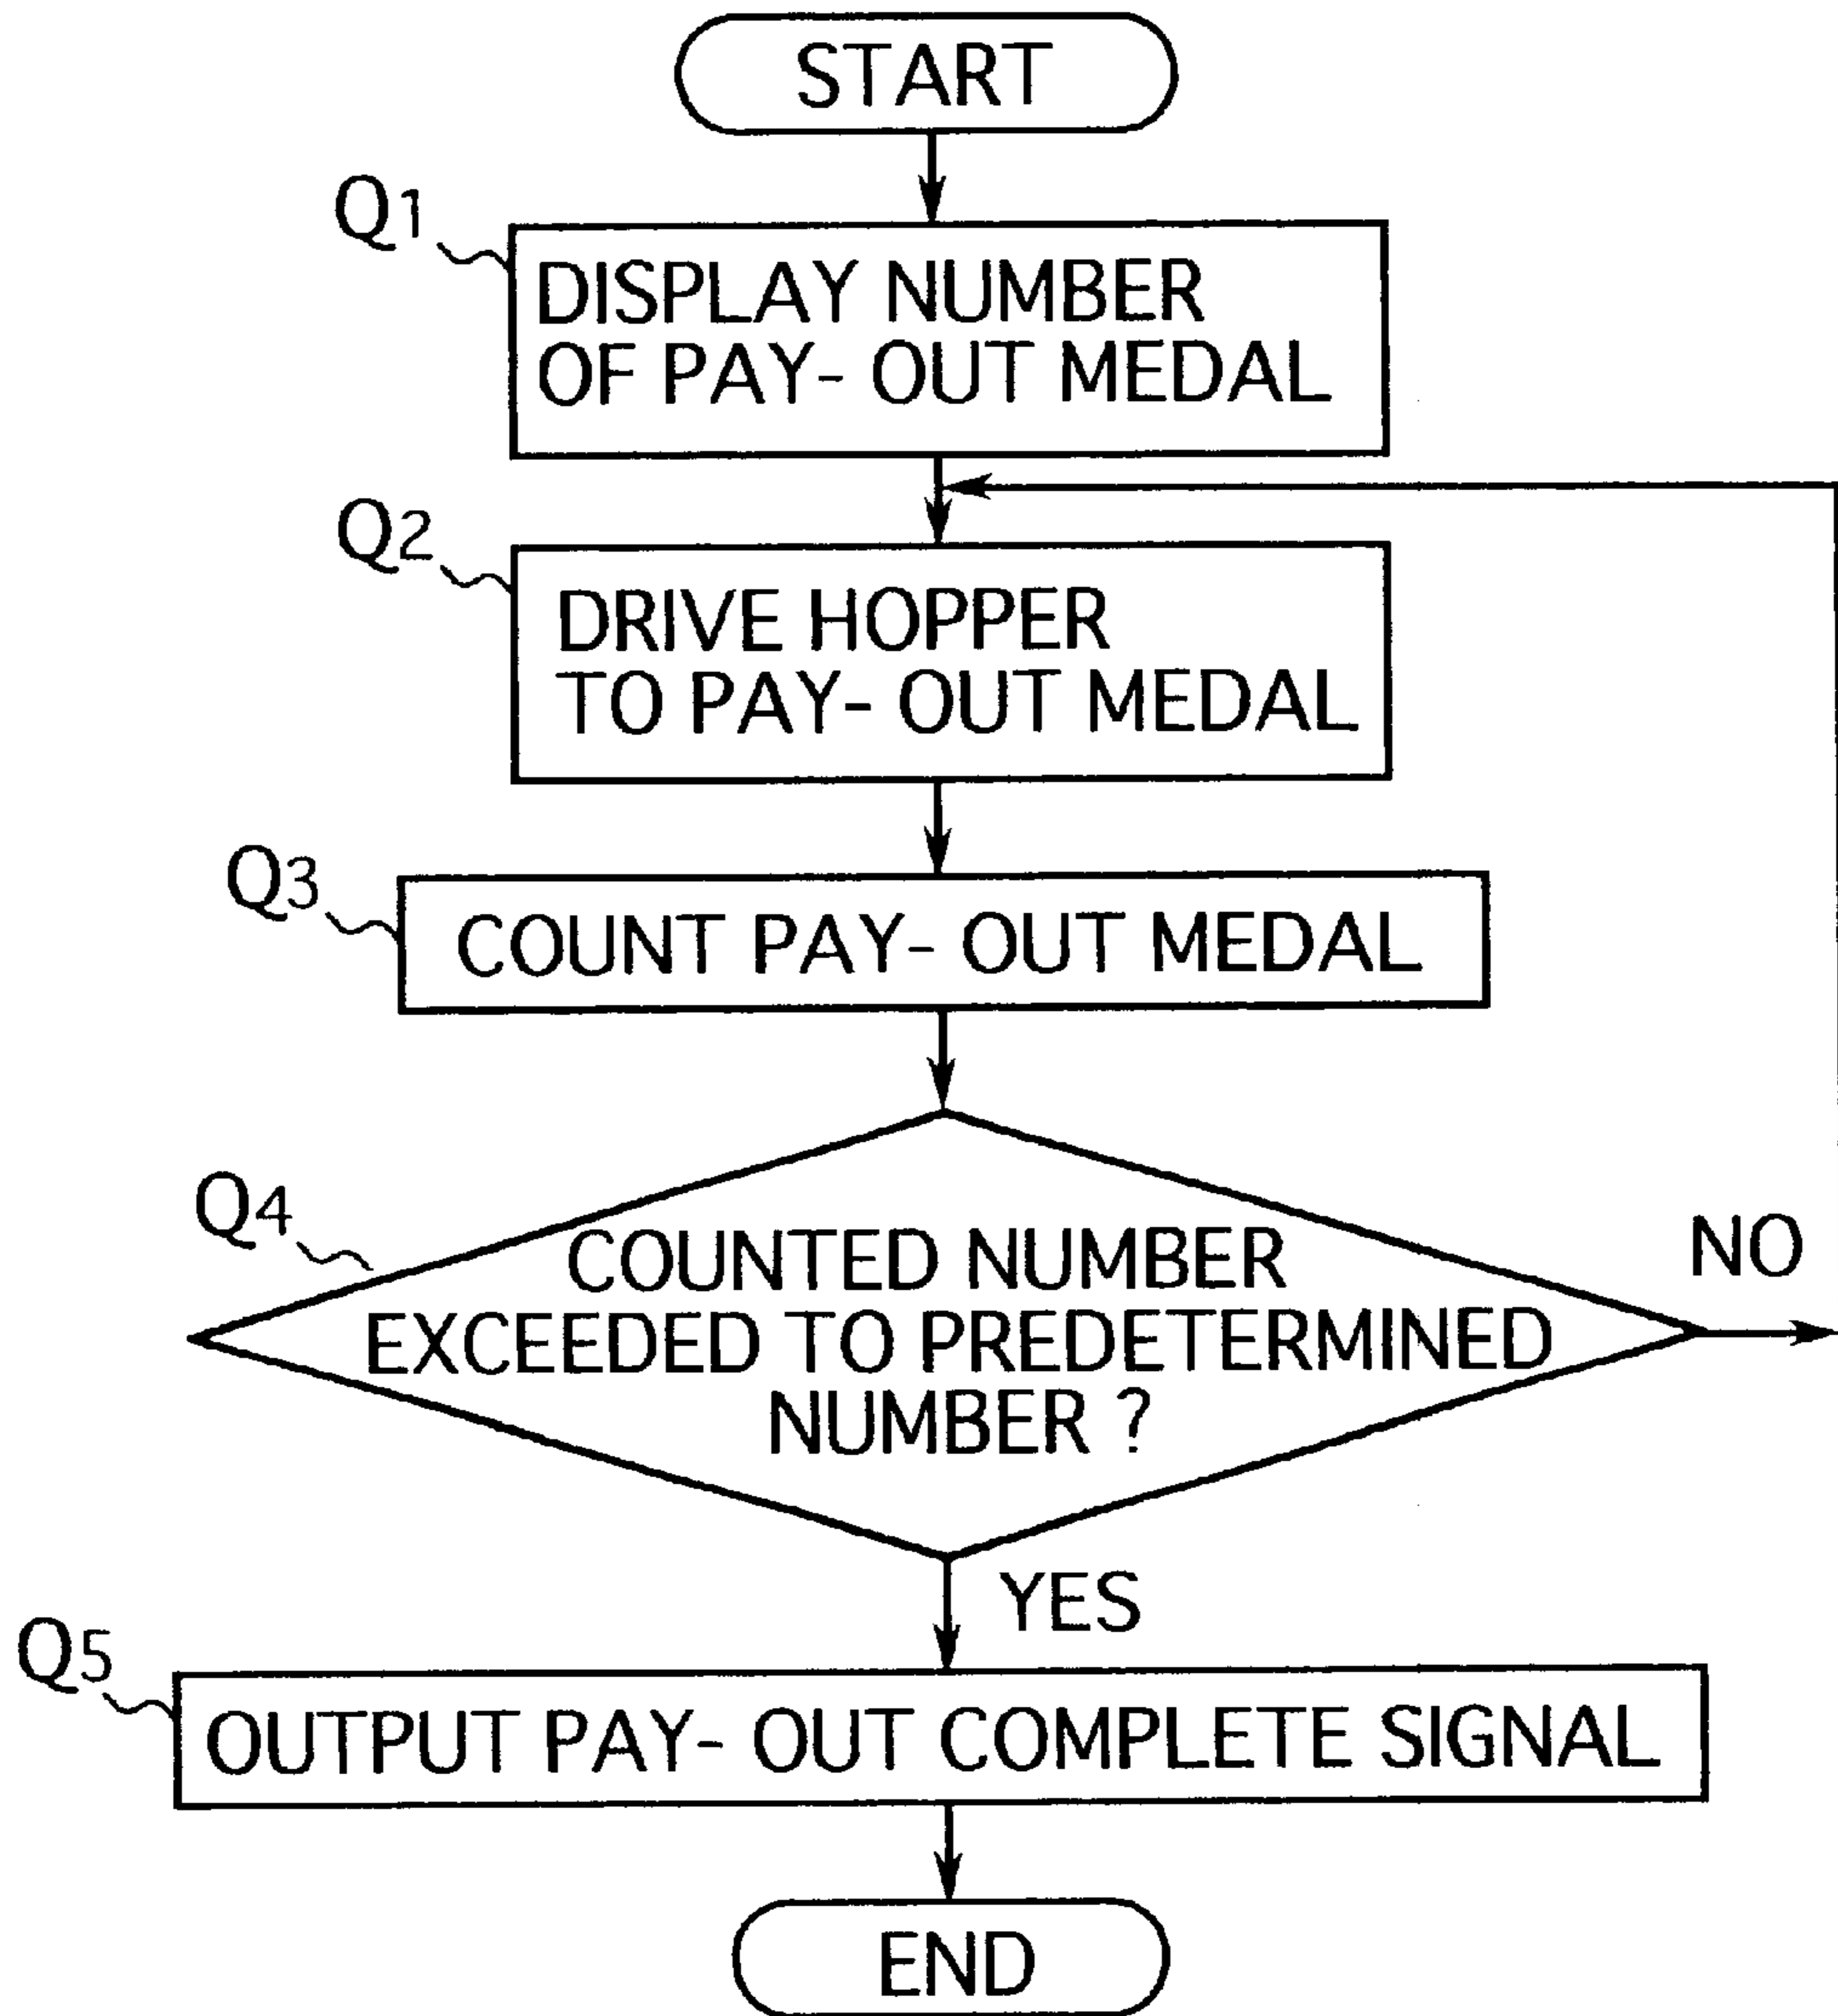 START
Q1
DISPLAY NUMBER
OF PAY- OUT MEDAL
Q2
DRIVE HOPPER
TO PAY- OUT MEDAL
Q3
COUNT PAY- OUT MEDAL
Q4
COUNTED NUMBER
EXCEEDED TO PREDETERMINED
NUMBER ?
NO
YES
Q5
OUTPUT PAY- OUT COMPLETE SIGNAL
END